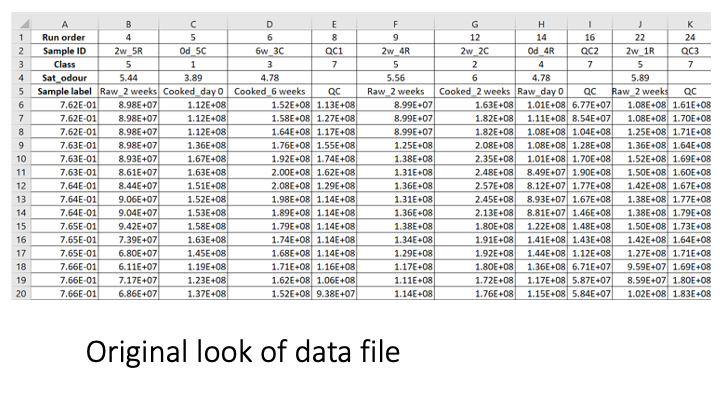 A B C D E F G H I J K
1 Run order 4 5 6 8 9 12 14 16 22 24
2 Sample ID 2w_5R 0d_5C 6w_3C QC1 2w_4R 2w_2C 0d_4R QC2 2w_1R QC3
3 Class 5 1 3 7 5 2 4 7 5 7
4 Sat_odour 5.44 3.89 4.78 5.56 6 4.78 5.89
5 Sample label Raw_2 weeks Cooked_day 0 Cooked_6 weeks QC Raw_2 weeks Cooked_2 weeks Raw_day 0 QC Raw_2 weeks QC
6 7.62E-01 8.98E+07 1.12E+08 1.52E+08 1.13E+08 8.99E+07 1.63E+08 1.01E+08 6.77E+07 1.08E+08 1.61E+08
7 7.62E-01 8.98E+07 1.12E+08 1.58E+08 1.27E+08 8.99E+07 1.82E+08 1.11E+08 8.54E+07 1.08E+08 1.70E+08
8 7.62E-01 8.98E+07 1.12E+08 1.64E+08 1.17E+08 8.99E+07 1.82E+08 1.08E+08 1.04E+08 1.25E+08 1.71E+08
9 7.63E-01 8.98E+07 1.36E+08 1.76E+08 1.55E+08 1.25E+08 2.08E+08 1.08E+08 1.28E+08 1.36E+08 1.64E+08
10 7.63E-01 8.93E+07 1.67E+08 1.92E+08 1.74E+08 1.38E+08 2.35E+08 1.01E+08 1.70E+08 1.52E+08 1.69E+08
11 7.63E-01 8.61E+07 1.63E+08 2.00E+08 1.62E+08 1.31E+08 2.48E+08 8.49E+07 1.90E+08 1.50E+08 1.60E+08
12 7.64E-01 8.44E+07 1.51E+08 2.08E+08 1.29E+08 1.36E+08 2.57E+08 8.12E+07 1.77E+08 1.42E+08 1.67E+08
13 7.64E-01 9.06E+07 1.52E+08 1.98E+08 1.14E+08 1.31E+08 2.45E+08 8.93E+07 1.67E+08 1.38E+08 1.77E+08
14 7.64E-01 9.04E+07 1.53E+08 1.89E+08 1.14E+08 1.36E+08 2.13E+08 8.81E+07 1.46E+08 1.38E+08 1.79E+08
15 7.65E-01 9.42E+07 1.58E+08 1.79E+08 1.14E+08 1.38E+08 1.80E+08 1.22E+08 1.48E+08 1.50E+08 1.73E+08
16 7.65E-01 7.39E+07 1.63E+08 1.74E+08 1.14E+08 1.34E+08 1.91E+08 1.41E+08 1.43E+08 1.42E+08 1.64E+08
17 7.65E-01 6.80E+07 1.45E+08 1.68E+08 1.14E+08 1.29E+08 1.92E+08 1.44E+08 1.12E+08 1.27E+08 1.71E+08
18 7.66E-01 6.11E+07 1.19E+08 1.71E+08 1.16E+08 1.17E+08 1.80E+08 1.36E+08 6.71E+07 9.59E+07 1.69E+08
19 7.66E-01 7.17E+07 1.23E+08 1.62E+08 1.06E+08 1.11E+08 1.72E+08 1.17E+08 5.87E+07 8.59E+07 1.80E+08
20 7.66E-01 6.86E+07 1.37E+08 1.52E+08 9.38E+07 1.14E+08 1.76E+08 1.15E+08 5.84E+07 1.02E+08 1.83E+08
Original look of data file